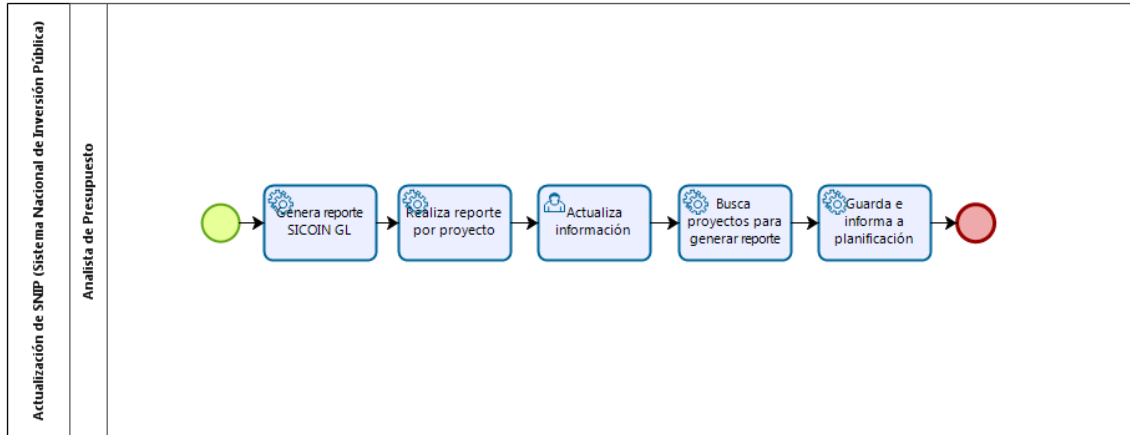 Actualización de SNIP (Sistema Nacional de Inversión Pública)
Analista de Presupuesto
Genera reporte
SICOIN GL
Realiza reporte
por proyecto
Actualiza
información
Busca
proyectos para
generar reporte
Guarda e
informa a
planificación